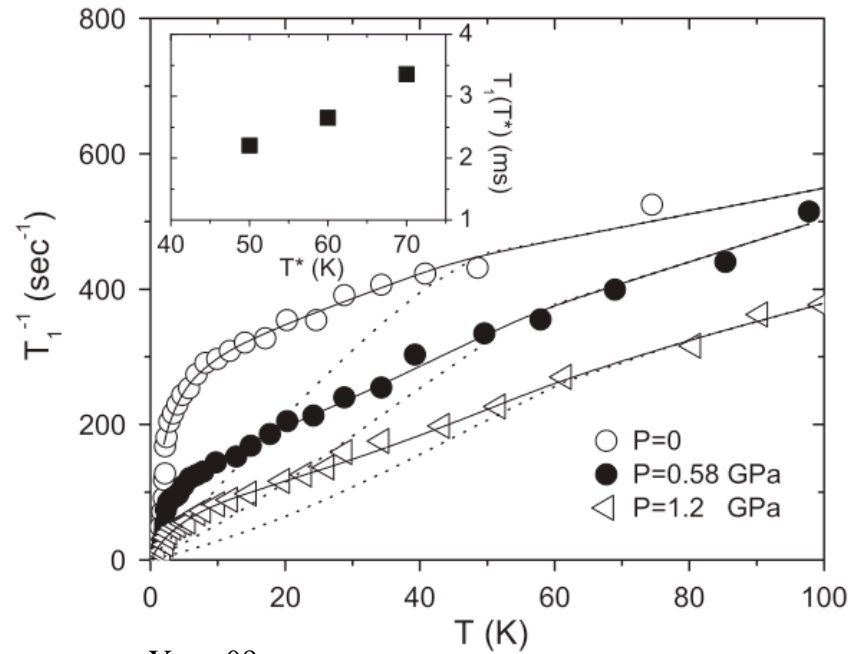 800
600
400
200
0
T₁⁻¹ (sec⁻¹)
4
3
2
1
T₁(T*) (ms)
40 50 60 70
T* (K)
P=0
P=0.58 GPa
P=1.2 GPa
0 20 40 60 80 100
T (K)